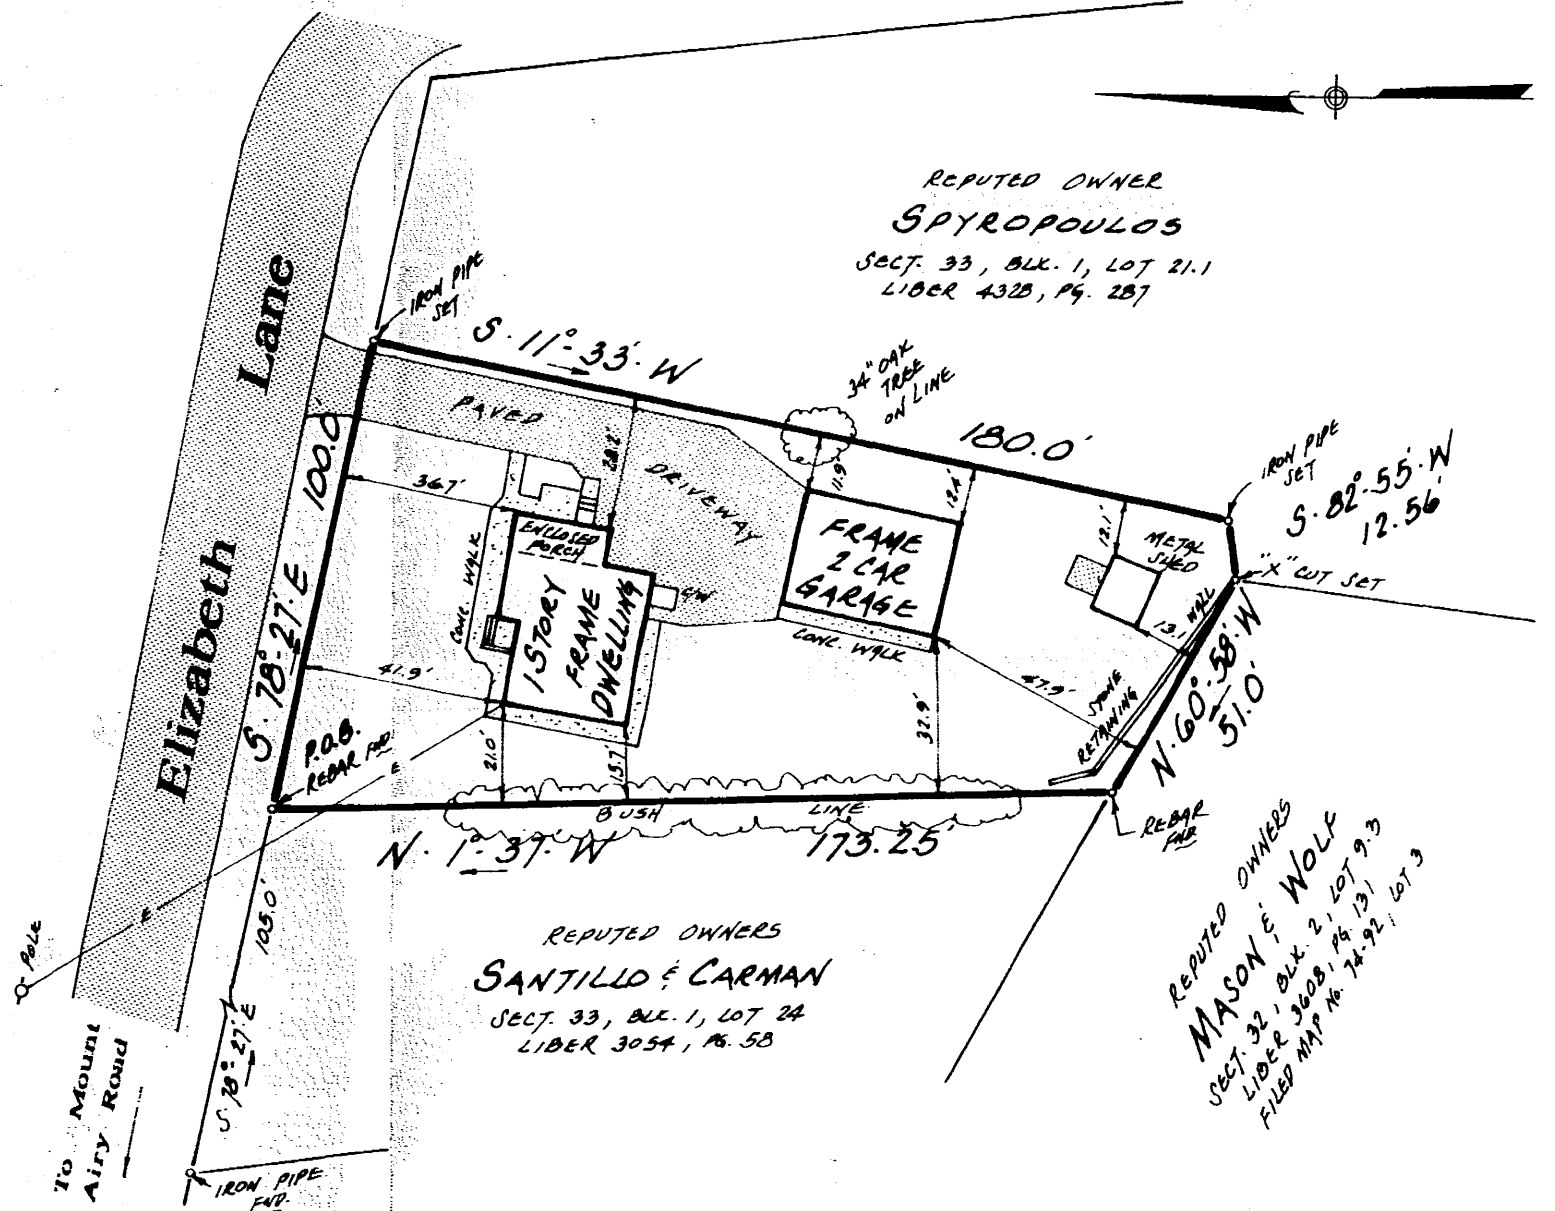 REPUTED OWNER
SPYROPOULOS
SECT. 33, BLK. 1, LOT 21.1
LIBER 4328, PG. 287
Elizabeth Lane
IRON PIPE
SET
S. 11°-33'. W
180.0'
34" OAK
TREE
ON LINE
IRON PIPE
SET
S. 82°-55'. W
12.56'
"X" CUT SET
PAVED
DRIVEWAY
100.0'
S. 78°-27'. E
36.7'
28.2'
11.9'
12.4'
12.1'
ENCLOSED
PORCH
CONC. WALK
1 STORY
FRAME
DWELLING
C/W
FRAME
2 CAR
GARAGE
CONC. WALK
METAL
SHED
13.1
STONE
RETAINING
WALL
47.9'
41.9'
32.9'
N. 60°-58'. W
51.0'
P.O.B.
REBAR FND.
21.0'
E
BUSH LINE
N. 1°-37'. W
173.25'
REBAR
FND.
E
POLE
105.0'
S. 78°-27'. E
REPUTED OWNERS
SANTILLO & CARMAN
SECT. 33, BLK. 1, LOT 24
LIBER 3054, PG. 58
REPUTED OWNERS
MASON & WOLF
SECT. 32, BLK. 2, LOT 9.3
LIBER 3608, PG. 131
FILED MAP No. 74-92, LOT 3
To Mount
Airy Road
IRON PIPE
FND.